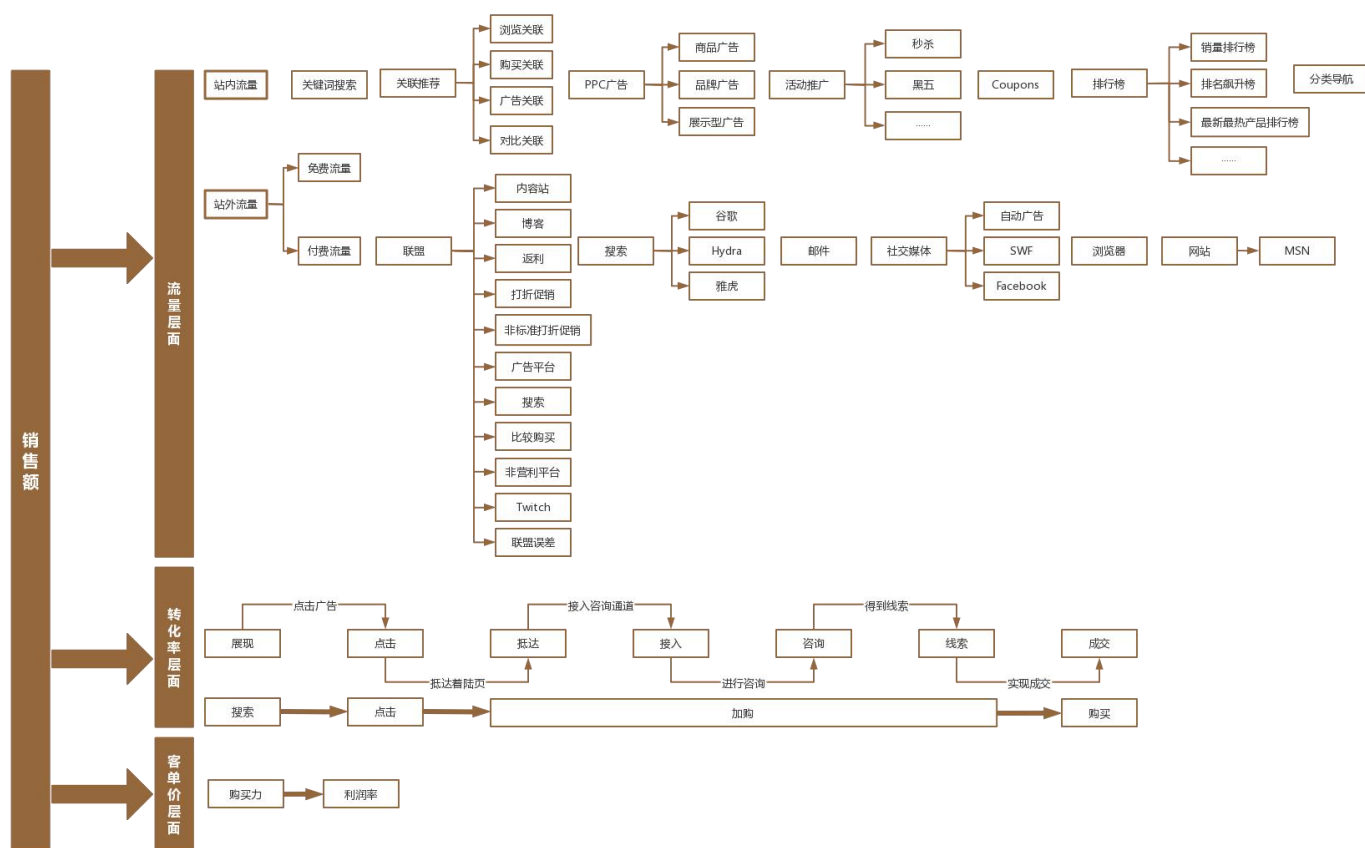 销售额
流量层面
站内流量
关键词搜索
关联推荐
浏览关联
购买关联
广告关联
对比关联
PPC广告
商品广告
品牌广告
展示型广告
活动推广
秒杀
黑五
……
Coupons
排行榜
销量排行榜
排名飙升榜
最新最热产品排行榜
……
分类导航
站外流量
免费流量
付费流量
联盟
内容站
博客
返利
打折促销
非标准打折促销
广告平台
搜索
比较购买
非营利平台
Twitch
联盟误差
搜索
谷歌
Hydra
雅虎
邮件
社交媒体
自动广告
SWF
Facebook
浏览器
网站
MSN
转化率层面
展现
点击广告
点击
抵达着陆页
抵达
接入咨询通道
接入
进行咨询
咨询
得到线索
线索
实现成交
成交
搜索
点击
加购
购买
客单价层面
购买力
利润率